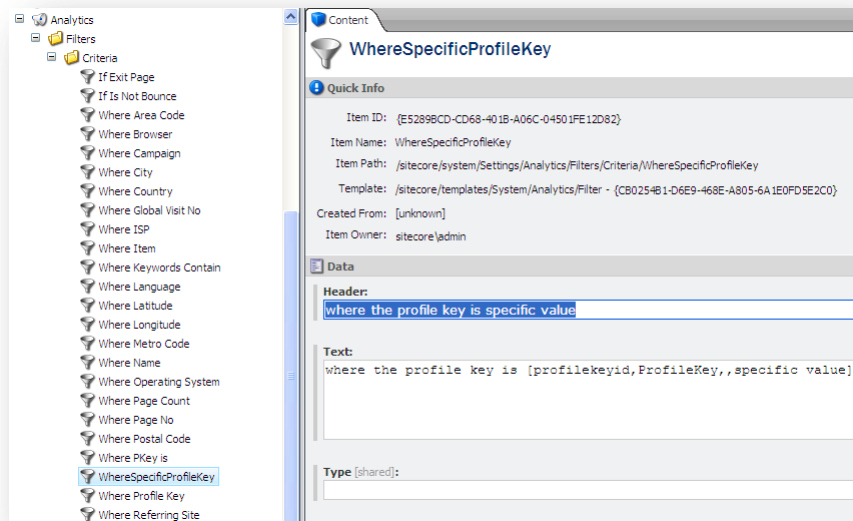 Analytics
Filters
Criteria
If Exit Page
If Is Not Bounce
Where Area Code
Where Browser
Where Campaign
Where City
Where Country
Where Global Visit No
Where ISP
Where Item
Where Keywords Contain
Where Language
Where Latitude
Where Longitude
Where Metro Code
Where Name
Where Operating System
Where Page Count
Where Page No
Where Postal Code
Where PKey is
WhereSpecificProfileKey
Where Profile Key
Where Referring Site
Content
WhereSpecificProfileKey
Quick Info
Item ID: {E5289BCD-CD68-401B-A06C-04501FE12D82}
Item Name: WhereSpecificProfileKey
Item Path: /sitecore/system/Settings/Analytics/Filters/Criteria/WhereSpecificProfileKey
Template: /sitecore/templates/System/Analytics/Filter - {CB0254B1-D6E9-468E-A805-6A1E0FD5E2C0}
Created From: [unknown]
Item Owner: sitecore\admin
Data
Header:
where the profile key is specific value
Text:
where the profile key is [profilekeyid,ProfileKey,,specific value]
Type [shared]: